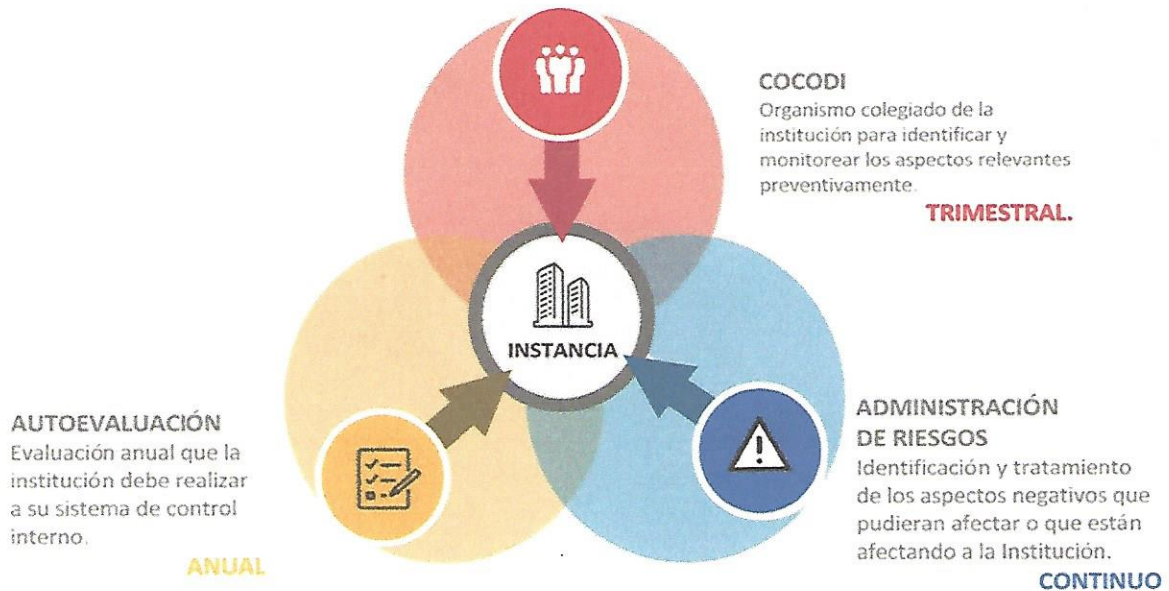 COCODI
Organismo colegiado de la
institución para identificar y
monitorear los aspectos relevantes
preventivamente.
TRIMESTRAL.
INSTANCIA
AUTOEVALUACIÓN
Evaluación anual que la
institución debe realizar
a su sistema de control
interno.
ANUAL
ADMINISTRACIÓN
DE RIESGOS
Identificación y tratamiento
de los aspectos negativos que
pudieran afectar o que están
afectando a la Institución.
CONTINUO